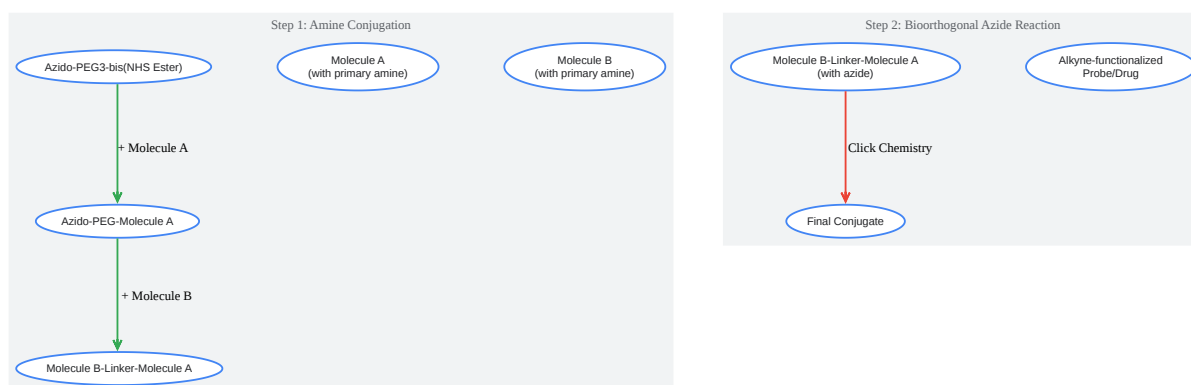 Step 1: Amine Conjugation
Azido-PEG3-bis(NHS Ester)
Molecule A
(with primary amine)
Molecule B
(with primary amine)
+ Molecule A
Azido-PEG-Molecule A
+ Molecule B
Molecule B-Linker-Molecule A
Step 2: Bioorthogonal Azide Reaction
Molecule B-Linker-Molecule A
(with azide)
Alkyne-functionalized
Probe/Drug
Click Chemistry
Final Conjugate